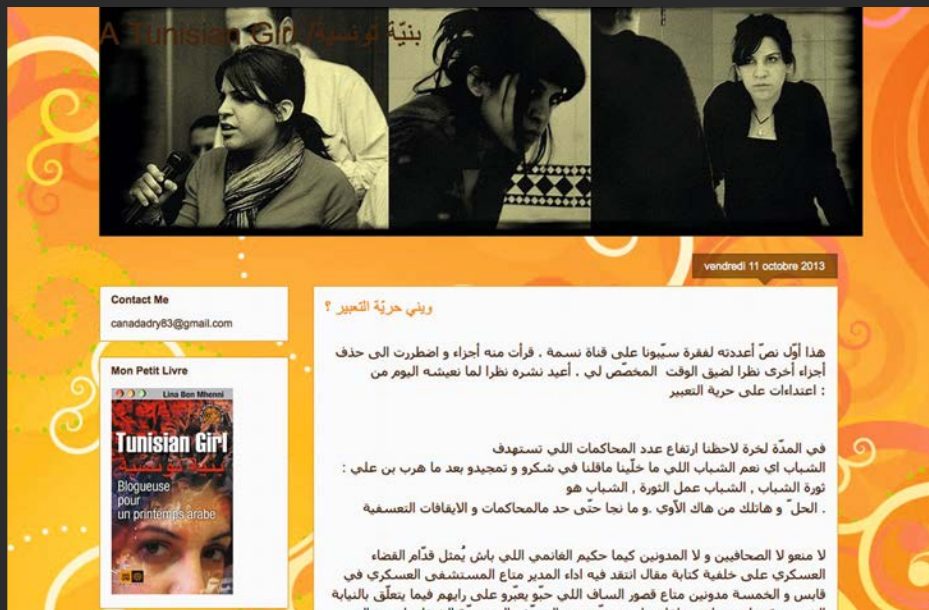 A Tunisian Girl /بنيّة تونسية
vendredi 11 octobre 2013
Contact Me
canadadry83@gmail.com
Mon Petit Livre
Lina Ben Mhenni
Tunisian Girl
بنية تونسية
Blogueuse
pour
un printemps arabe
ويني حريّة التعبير ؟
هذا أوّل نصّ أعددته لفقرة سيّبونا على قناة نسمة . قرأت منه أجزاء و اضطررت الى حذف
أجزاء أخرى نظرا لضيق الوقت المخصّص لي . أعيد نشره نظرا لما نعيشه اليوم من
: اعتداءات على حرية التعبير
في المدّة لخرة لاحظنا ارتفاع عدد المحاكمات اللي تستهدف
الشباب اي نعم الشباب اللي ما خلّينا ماقلنا في شكرو و تمجيدو بعد ما هرب بن علي :
ثورة الشباب , الشباب عمل الثورة , الشباب هو
. الحلّ و هاتلك من هاك الآوي .و ما نجا حتّى حد مالمحاكمات و الايقافات التعسفية
لا منعو لا الصحافيين و لا المدونين كيما حكيم الغانمي اللي باش يُمثل قدّام القضاء
العسكري على خلفية كتابة مقال انتقد فيه اداء المدير متاع المستشفى العسكري في
قابس و الخمسة مدونين متاع قصور الساف اللي حبّو يعبّرو على رايهم فيما يتعلّق بالنيابة